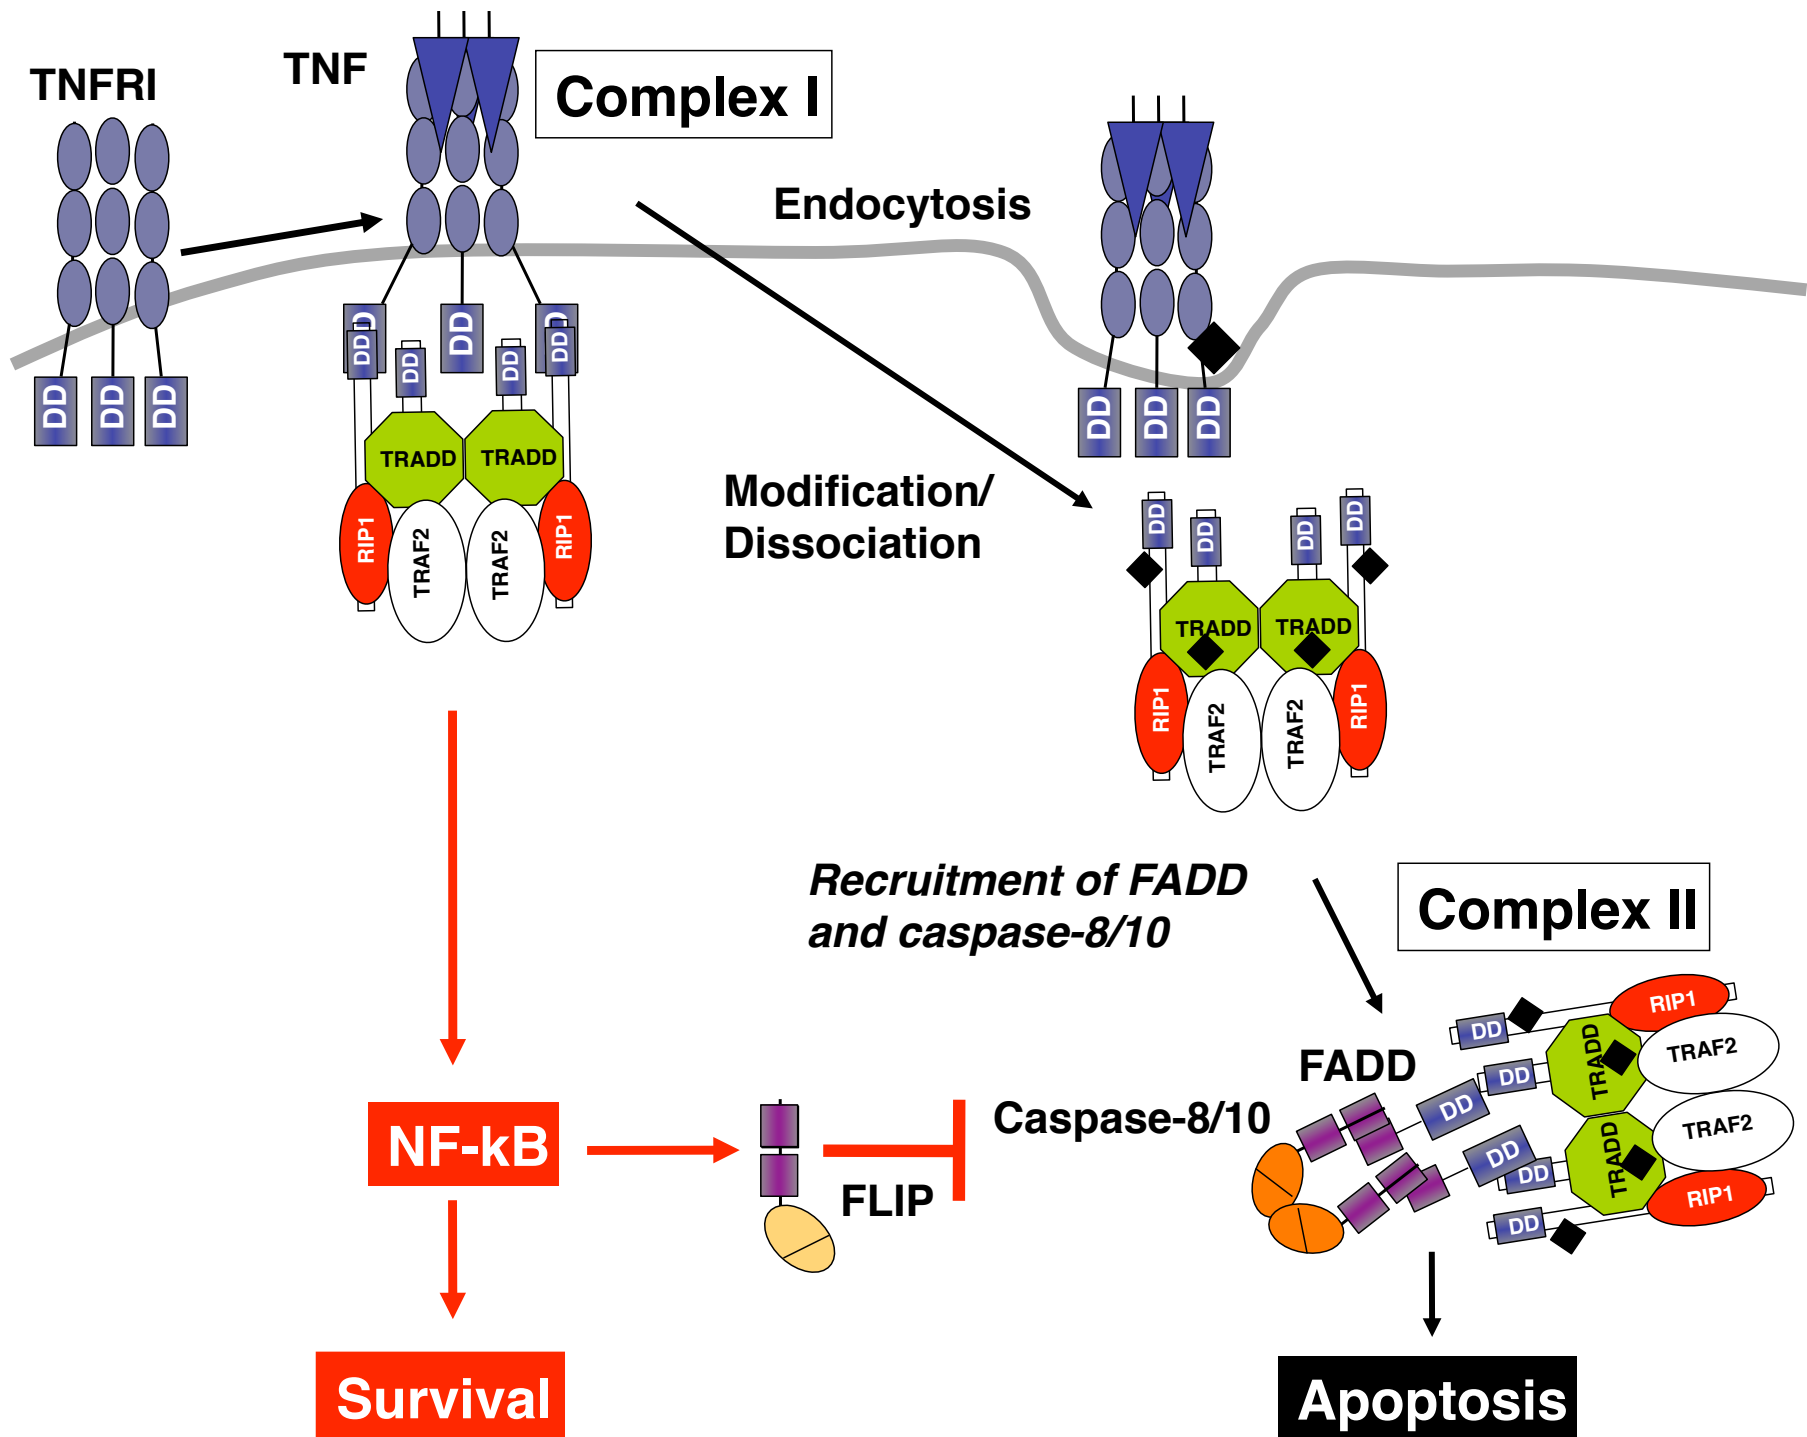 TNFRI
TNF
Complex I
Endocytosis
DD
DD
DD
DD
DD
DD
DD
DD
DD
DD
TRADD
TRADD
RIP1
TRAF2
TRAF2
RIP1
DD
DD
DD
Modification/
Dissociation
DD
DD
DD
DD
TRADD
TRADD
RIP1
TRAF2
TRAF2
RIP1
Recruitment of FADD
and caspase-8/10
Complex II
FADD
Caspase-8/10
DD
DD
DD
DD
DD
DD
TRADD
TRADD
RIP1
TRAF2
TRAF2
RIP1
NF-kB
FLIP
Survival
Apoptosis